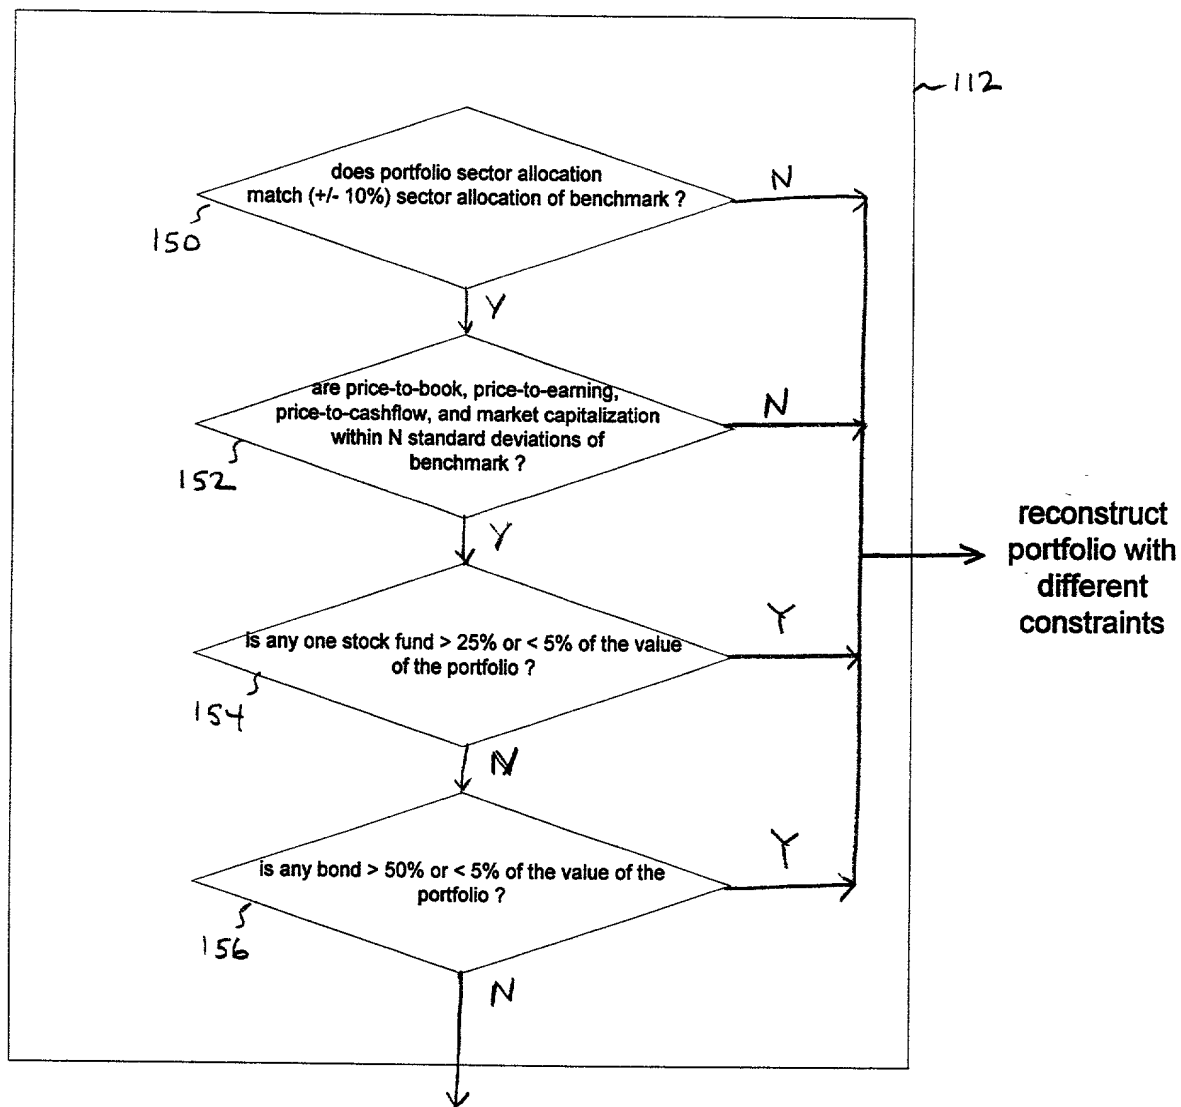 112
does portfolio sector allocation
match (+/- 10%) sector allocation of benchmark ?
N
150
Y
are price-to-book, price-to-earning,
price-to-cashflow, and market capitalization
within N standard deviations of
benchmark ?
N
152
Y
reconstruct
portfolio with
different
constraints
is any one stock fund > 25% or < 5% of the value
of the portfolio ?
Y
154
N
is any bond > 50% or < 5% of the value of the
portfolio ?
Y
156
N